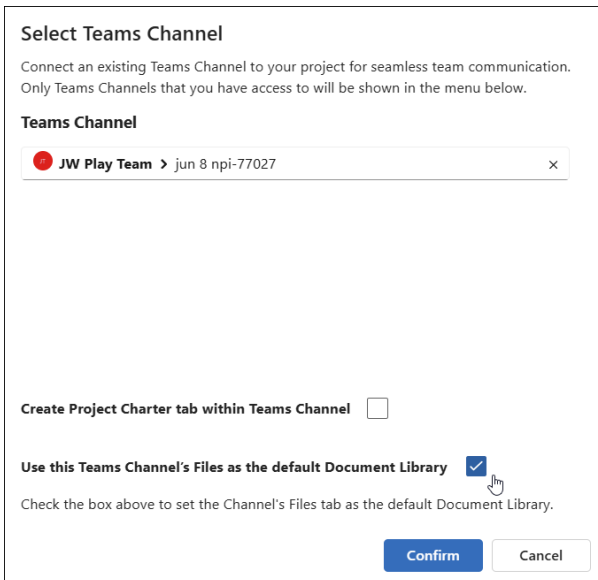 Select Teams Channel
Connect an existing Teams Channel to your project for seamless team communication.
Only Teams Channels that you have access to will be shown in the menu below.
Teams Channel
JW Play Team > jun 8 npi-77027
Create Project Charter tab within Teams Channel
Use this Teams Channel's Files as the default Document Library
Check the box above to set the Channel's Files tab as the default Document Library.
Confirm
Cancel